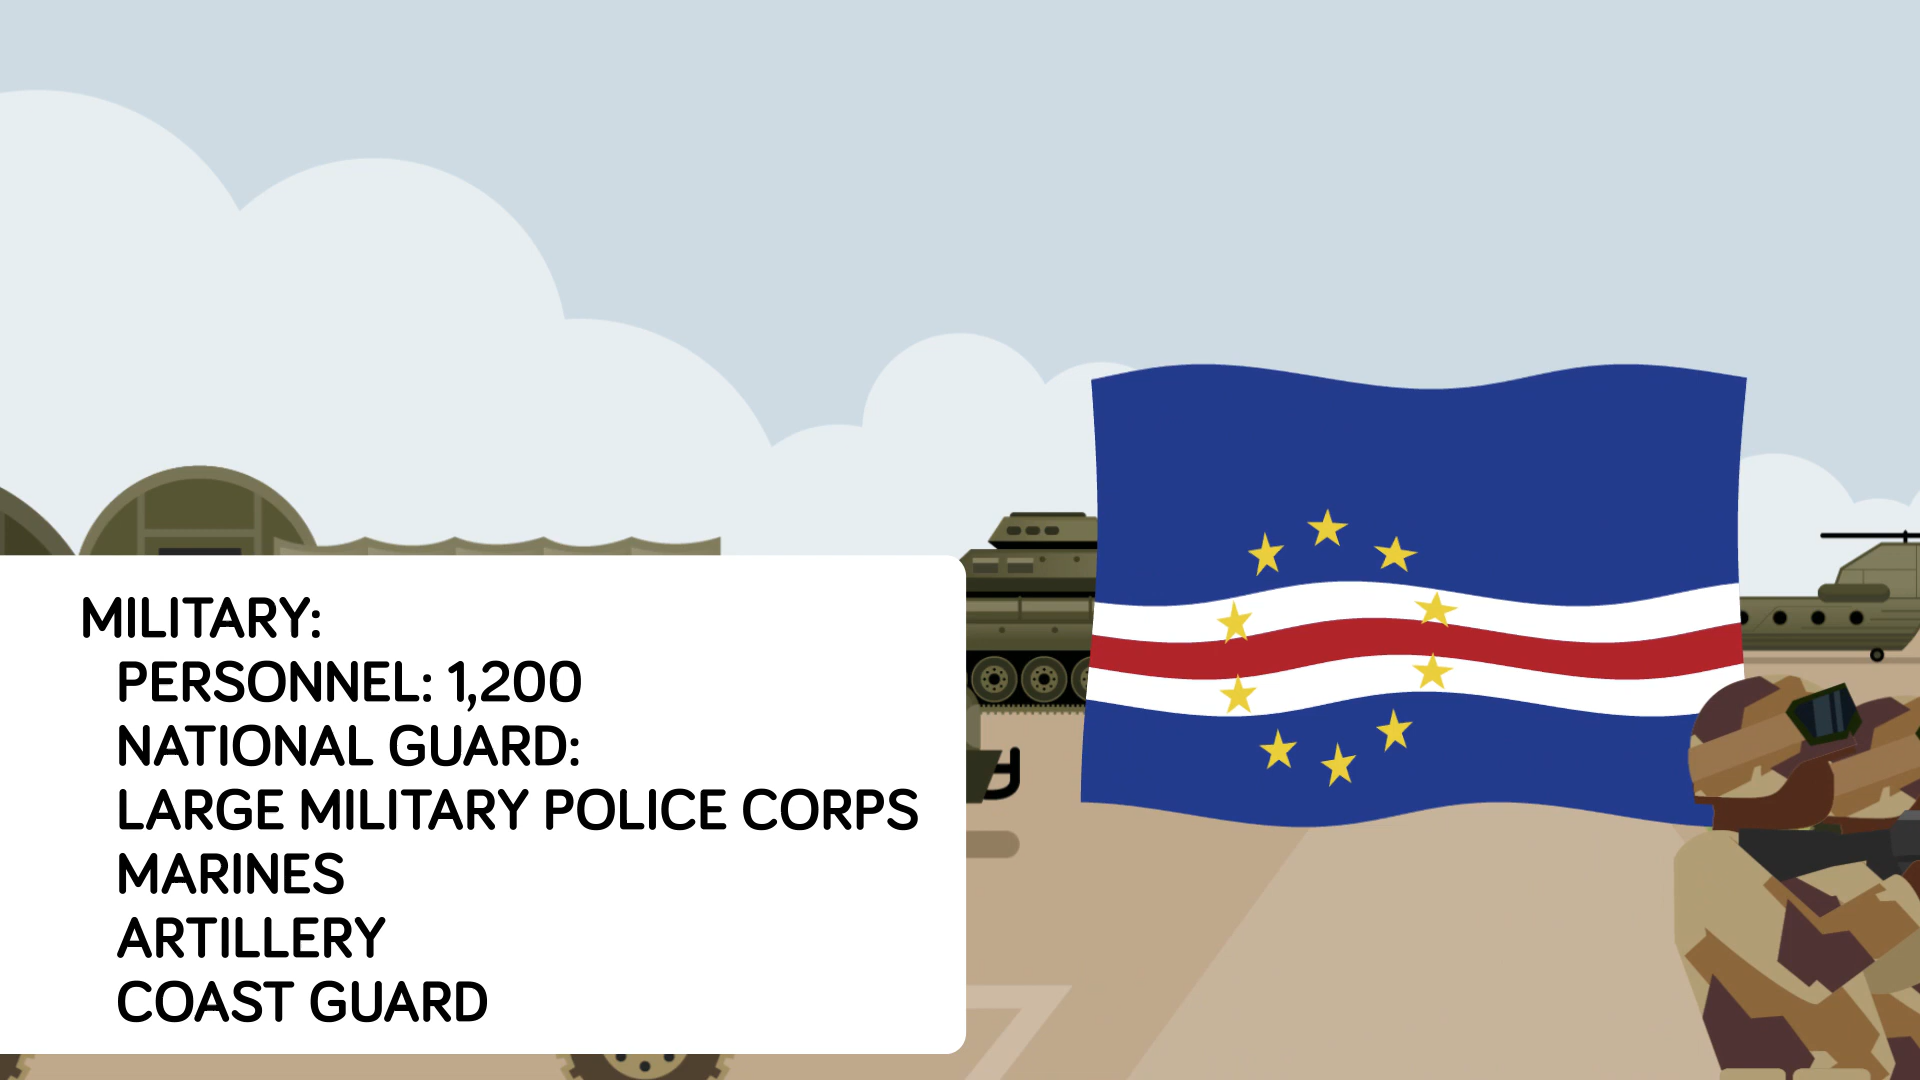 MILITARY:
PERSONNEL: 1,200
NATIONAL GUARD:
LARGE MILITARY POLICE CORPS
MARINES
ARTILLERY
COAST GUARD